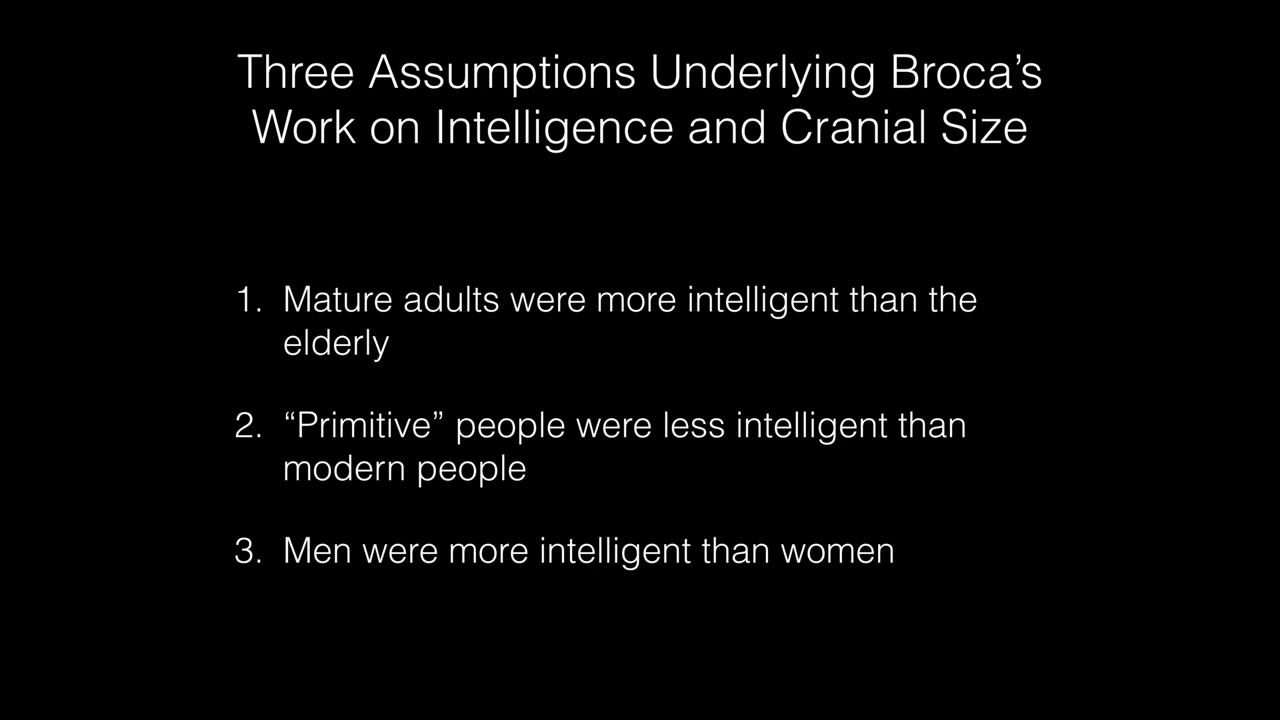 Three Assumptions Underlying Broca’s
Work on Intelligence and Cranial Size
1. Mature adults were more intelligent than the
elderly
2. “Primitive” people were less intelligent than
modern people
3. Men were more intelligent than women